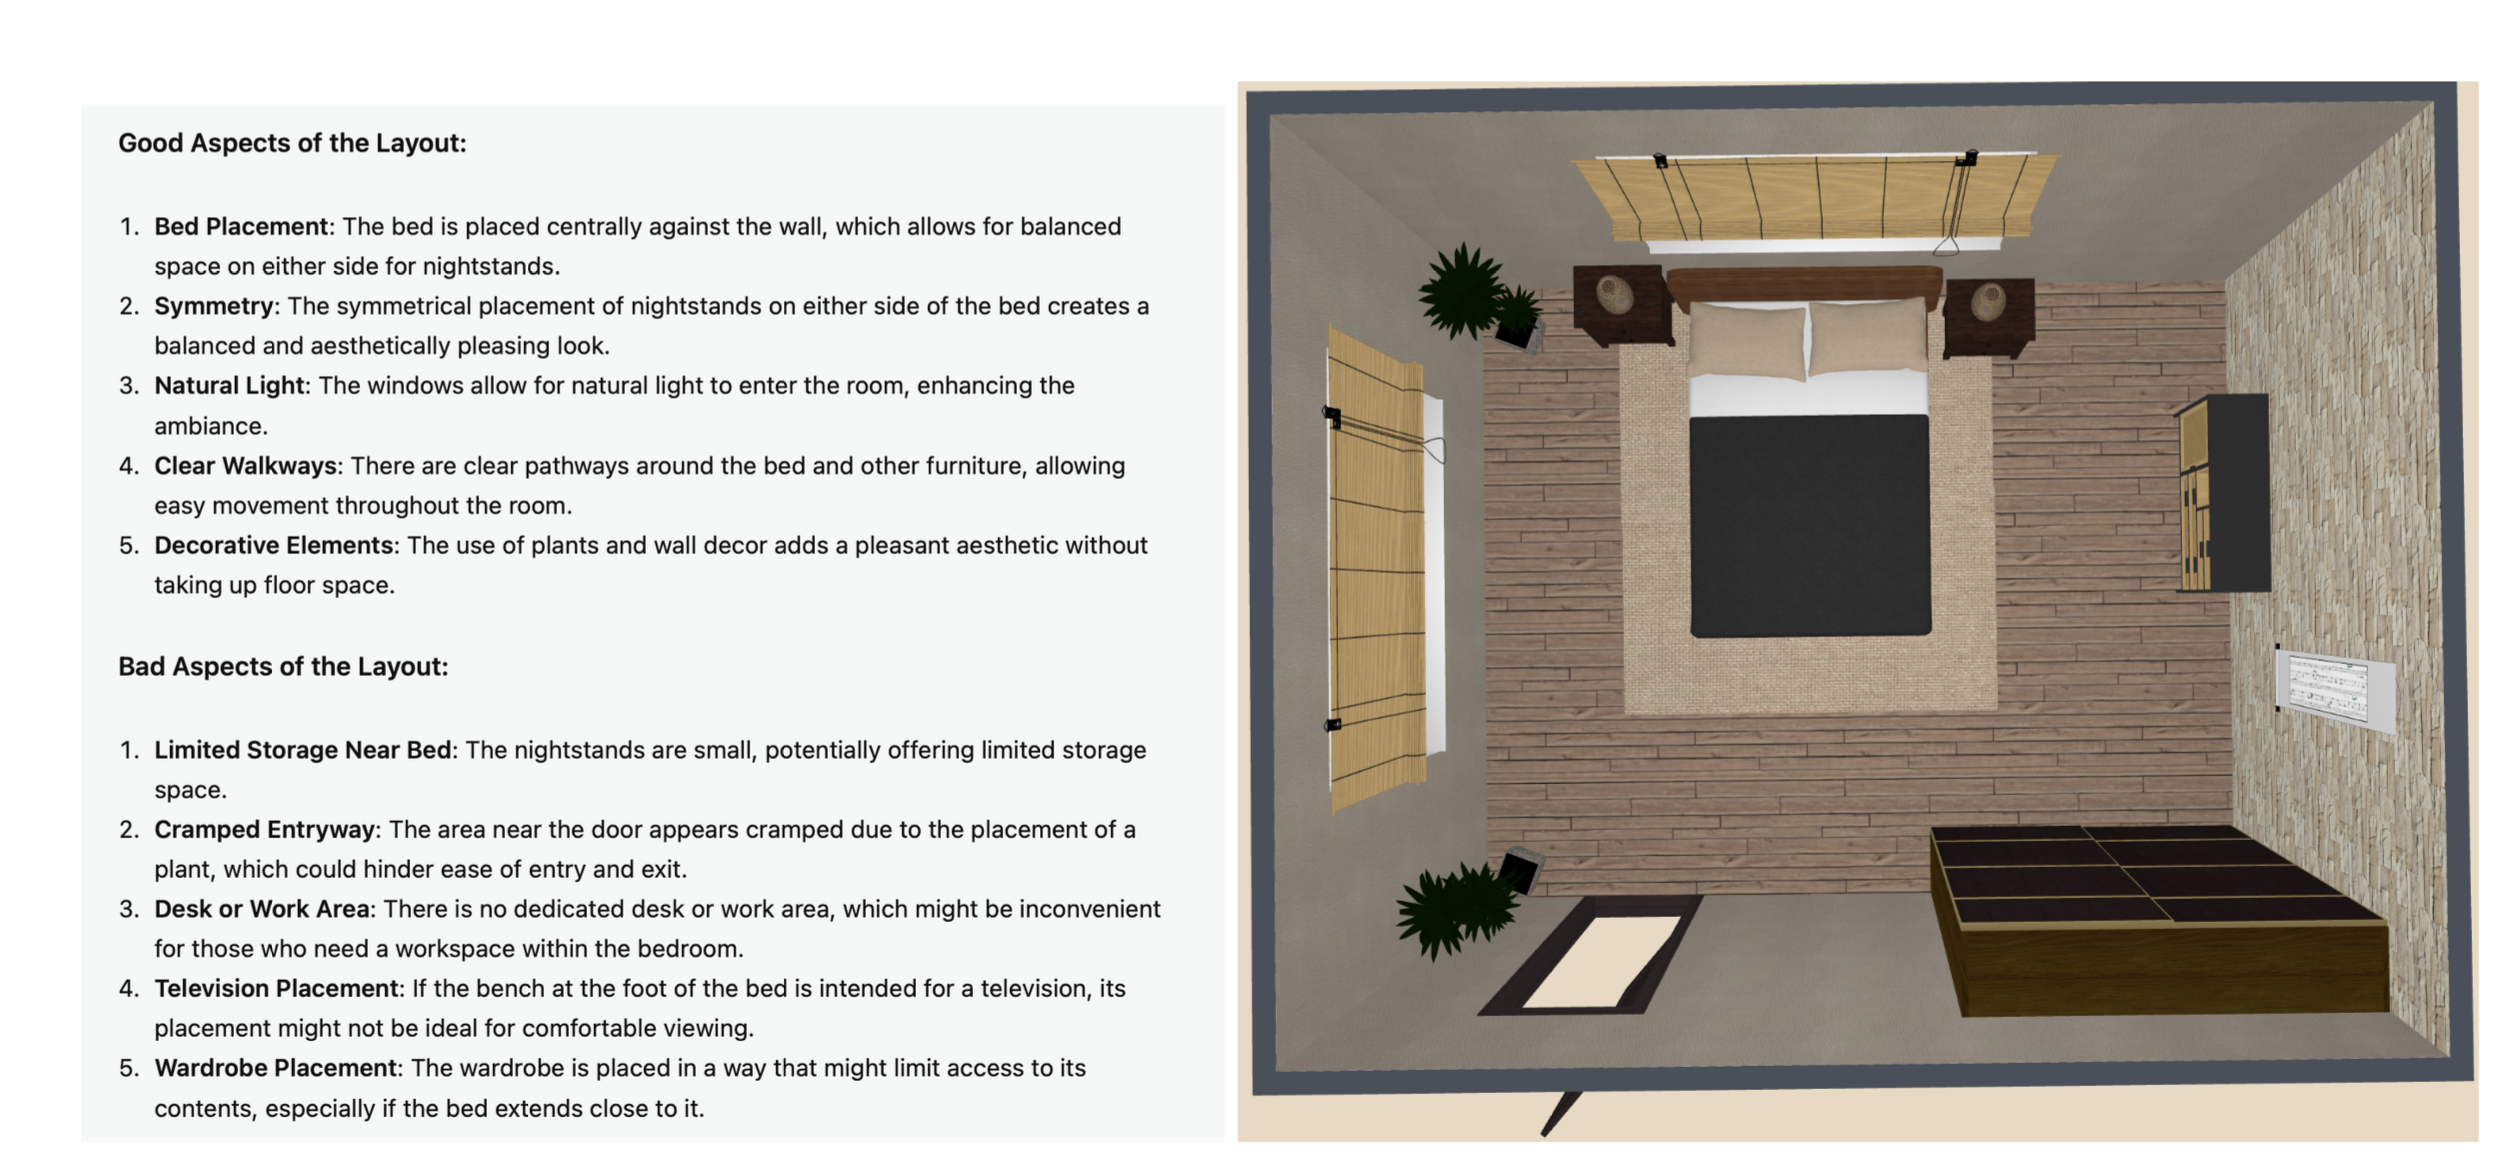 Good Aspects of the Layout:
1. Bed Placement: The bed is placed centrally against the wall, which allows for balanced
space on either side for nightstands.
2. Symmetry: The symmetrical placement of nightstands on either side of the bed creates a
balanced and aesthetically pleasing look.
3. Natural Light: The windows allow for natural light to enter the room, enhancing the
ambiance.
4. Clear Walkways: There are clear pathways around the bed and other furniture, allowing
easy movement throughout the room.
5. Decorative Elements: The use of plants and wall decor adds a pleasant aesthetic without
taking up floor space.
Bad Aspects of the Layout:
1. Limited Storage Near Bed: The nightstands are small, potentially offering limited storage
space.
2. Cramped Entryway: The area near the door appears cramped due to the placement of a
plant, which could hinder ease of entry and exit.
3. Desk or Work Area: There is no dedicated desk or work area, which might be inconvenient
for those who need a workspace within the bedroom.
4. Television Placement: If the bench at the foot of the bed is intended for a television, its
placement might not be ideal for comfortable viewing.
5. Wardrobe Placement: The wardrobe is placed in a way that might limit access to its
contents, especially if the bed extends close to it.